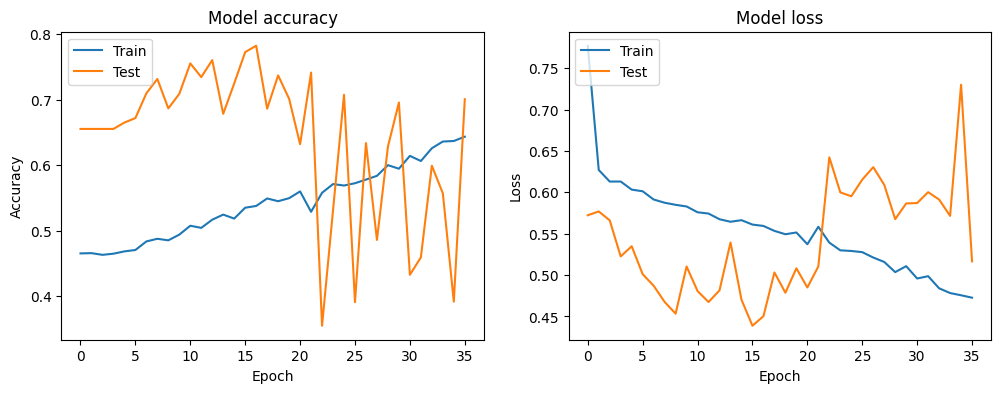 Model accuracy
Train
Test
0.8
0.7
0.6
0.5
0.4
Accuracy
0 5 10 15 20 25 30 35
Epoch
Model loss
Train
Test
0.75
0.70
0.65
0.60
0.55
0.50
0.45
Loss
0 5 10 15 20 25 30 35
Epoch